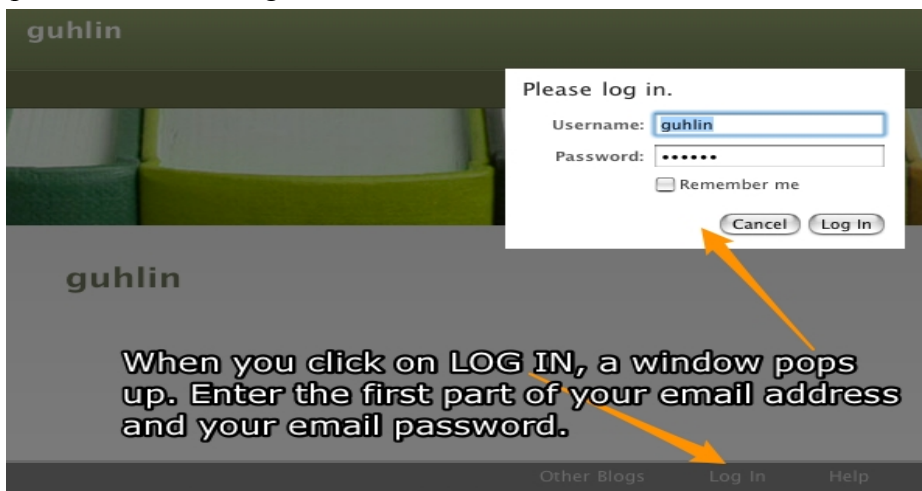 guhlin
Please log in.
Username: guhlin
Password: ••••••
Remember me
Cancel Log In
guhlin
When you click on LOG IN, a window pops
up. Enter the first part of your email address
and your email password.
Other Blogs Log In Help